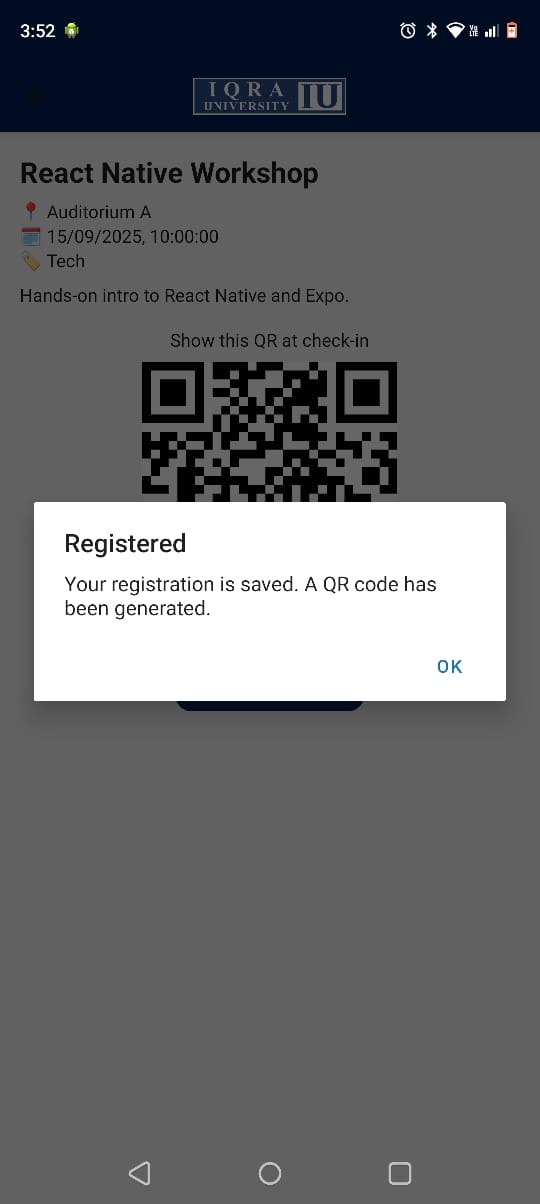 3:52
Vo
LTE
IQRA
UNIVERSITY
IU
React Native Workshop
📍 Auditorium A
🗓️ 15/09/2025, 10:00:00
🏷️ Tech
Hands-on intro to React Native and Expo.
Show this QR at check-in
Registered
Your registration is saved. A QR code has
been generated.
OK